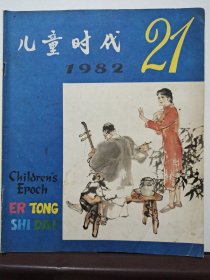 儿童时代 21
1982
Children's
Epoch
ER TONG
SHI DAI